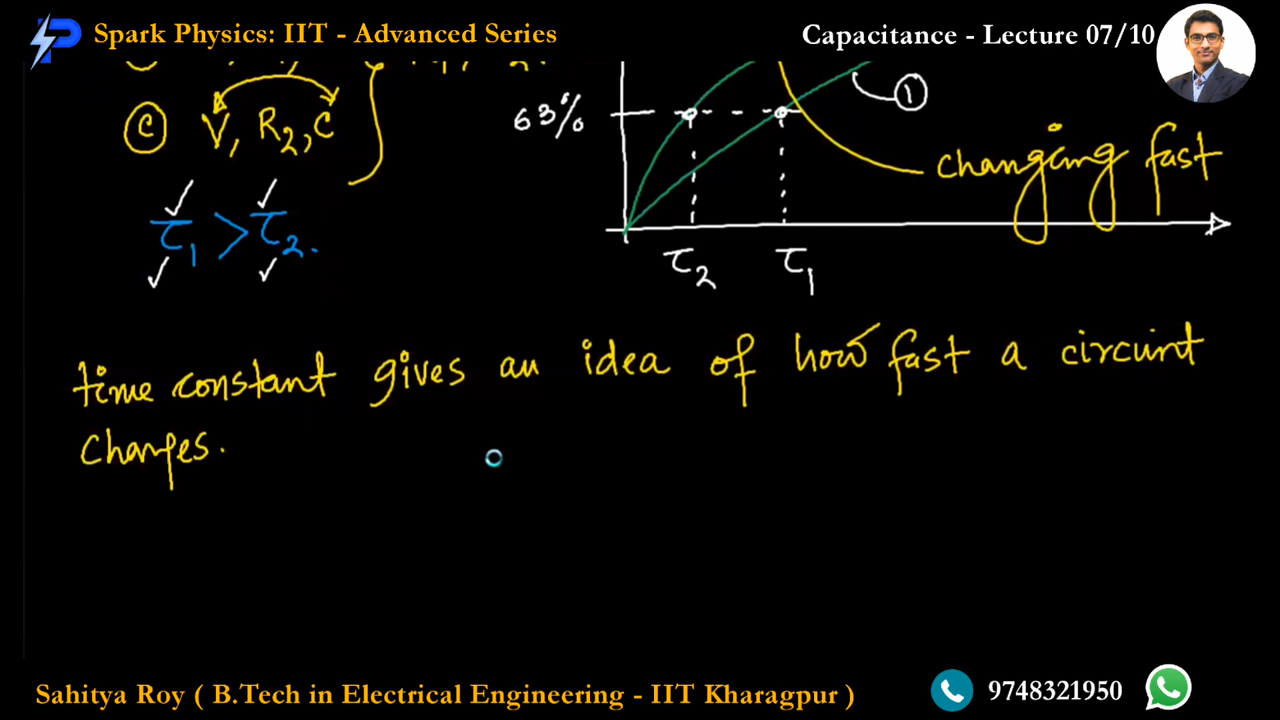 Spark Physics: IIT - Advanced Series
Capacitance - Lecture 07/10
C V, R2, C
τ1 > τ2.
63%
1
changing fast
τ2 τ1
time constant gives an idea of how fast a circuit
changes.
Sahitya Roy ( B.Tech in Electrical Engineering - IIT Kharagpur )
9748321950